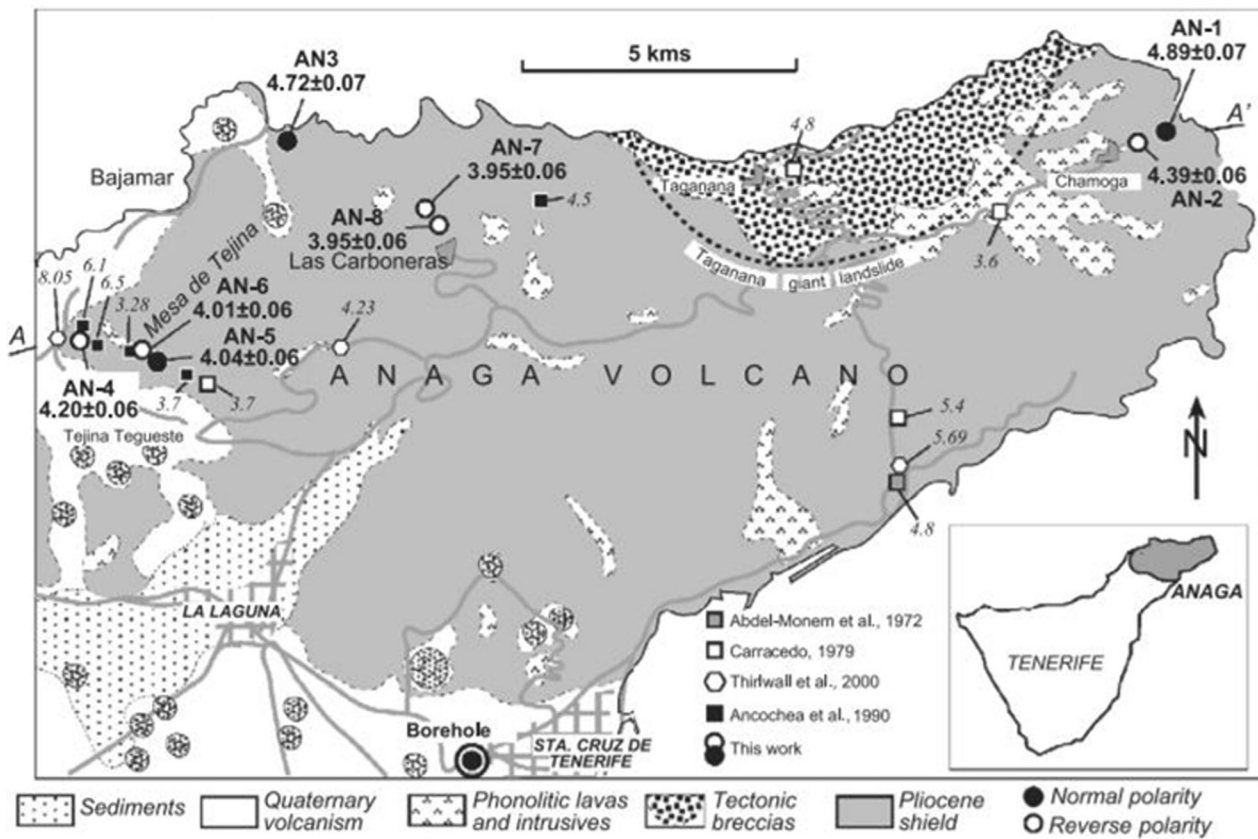 AN-1
4.89±0.07
AN3
4.72±0.07
5 kms
A'
4.8
AN-7
3.95±0.06
Bajamar
Taganana
Chamoga
4.39±0.06
AN-2
4.5
AN-8
3.95±0.06
Las Carboneras
3.6
Taganana giant landslide
Mesa de Tejina
8.05
6.1
6.5
3.28
AN-6
4.01±0.06
4.23
A
AN-5
4.04±0.06
ANAGA VOLCANO
AN-4
4.20±0.06
3.7
3.7
5.4
N
Tejina Tegueste
5.69
4.8
LA LAGUNA
Abdel-Monem et al., 1972
Carracedo, 1979
Thirlwall et al., 2000
Ancochea et al., 1990
This work
ANAGA
TENERIFE
Borehole
STA. CRUZ DE
TENERIFE
Sediments
Quaternary
volcanism
Phonolitic lavas
and intrusives
Tectonic
breccias
Pliocene
shield
Normal polarity
Reverse polarity